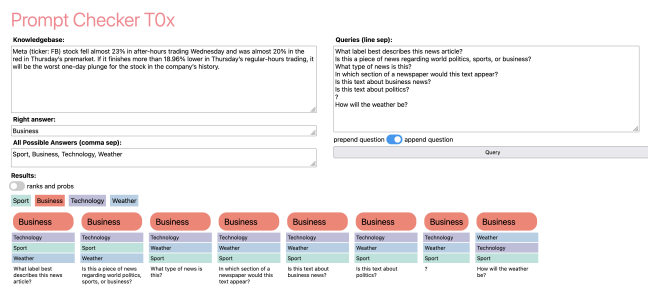 Prompt Checker T0x
Knowledgebase:
Meta (ticker: FB) stock fell almost 23% in after-hours trading Wednesday and was almost 20% in the
red in Thursday's premarket. If it finishes more than 18.96% lower in Thursday's regular-hours trading, it
will be the worst one-day plunge for the stock in the company's history.
Right answer:
Business
All Possible Answers (comma sep):
Sport, Business, Technology, Weather
Queries (line sep):
What label best describes this news article?
Is this a piece of news regarding world politics, sports, or business?
What type of news is this?
In which section of a newspaper would this text appear?
Is this text about business news?
Is this text about politics?
?
How will the weather be?
prepend question append question
Query
Results:
ranks and probs
Sport Business Technology Weather
Business Business Business Business Business Business Business Business
Technology Technology Technology Technology Technology Technology Technology Weather
Sport Sport Weather Weather Weather Weather Weather Technology
Weather Weather Sport Sport Sport Sport Sport Sport
What label best
describes this news
article?
Is this a piece of news
regarding world politics,
sports, or business?
What type of news is
this?
In which section of a
newspaper would this
text appear?
Is this text about
business news?
Is this text about
politics?
?
How will the weather
be?